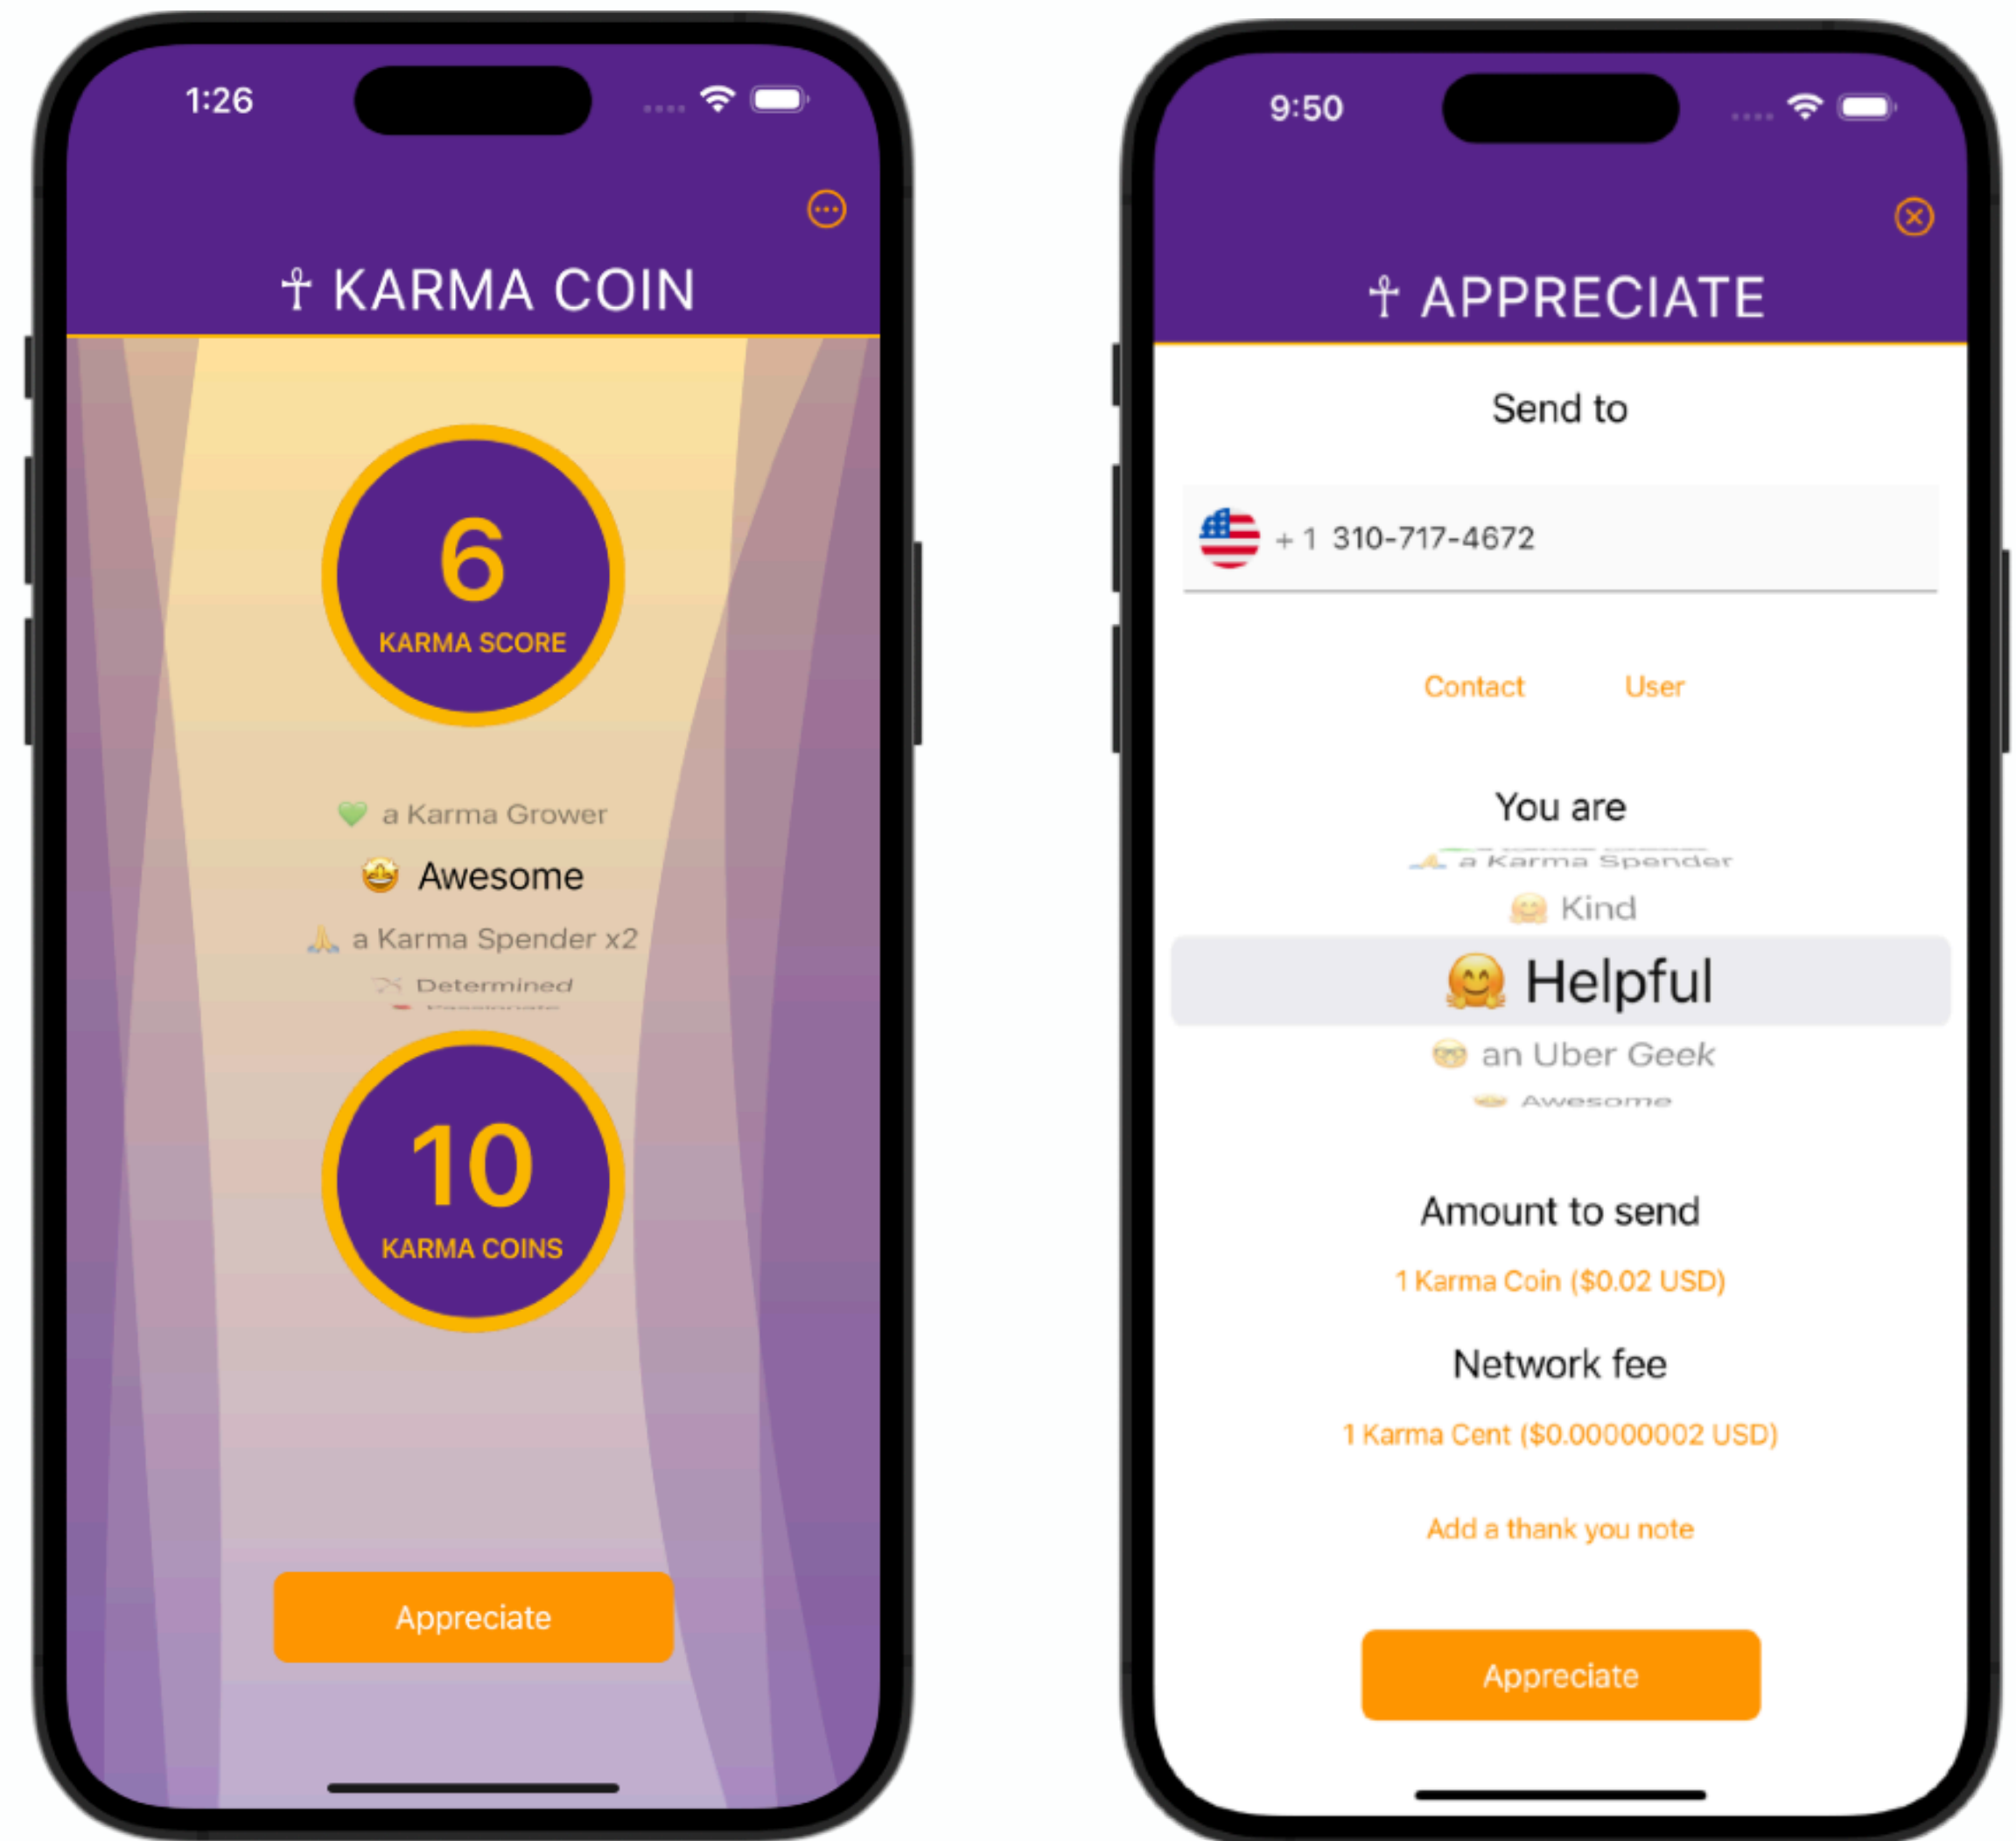 1:26
☥ KARMA COIN
6
KARMA SCORE
💚 a Karma Grower
🤩 Awesome
🙏 a Karma Spender x2
🏹 Determined
10
KARMA COINS
Appreciate
9:50
☥ APPRECIATE
Send to
+ 1 310-717-4672
Contact User
You are
🙏 a Karma Spender
🤗 Kind
🤗 Helpful
🤓 an Uber Geek
🤩 Awesome
Amount to send
1 Karma Coin ($0.02 USD)
Network fee
1 Karma Cent ($0.00000002 USD)
Add a thank you note
Appreciate